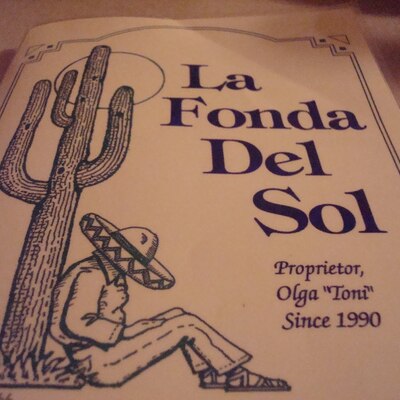 La
Fonda
Del
Sol
Proprietor,
Olga "Toni"
Since 1990